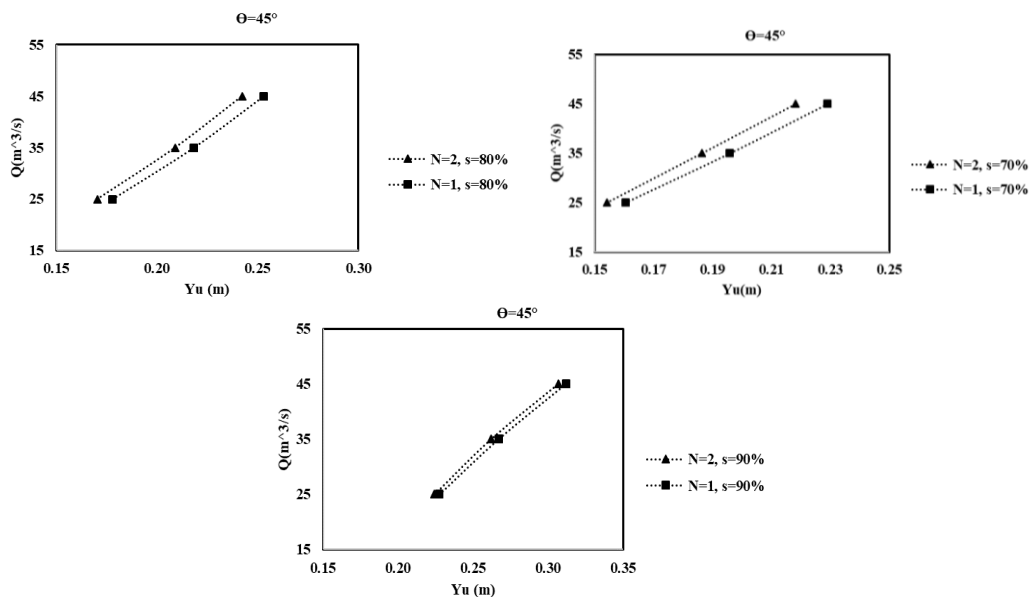 Ɵ=45°
55
45
35
25
15
Q(m^3/s)
0.15
0.20
0.25
0.30
Yu (m)
N=2, s=80%
N=1, s=80%
Ɵ=45°
55
45
35
25
15
Q(m^3/s)
0.15
0.17
0.19
0.21
0.23
0.25
Yu(m)
N=2, s=70%
N=1, s=70%
Ɵ=45°
55
45
35
25
15
Q(m^3/s)
0.15
0.20
0.25
0.30
0.35
Yu (m)
N=2, s=90%
N=1, s=90%